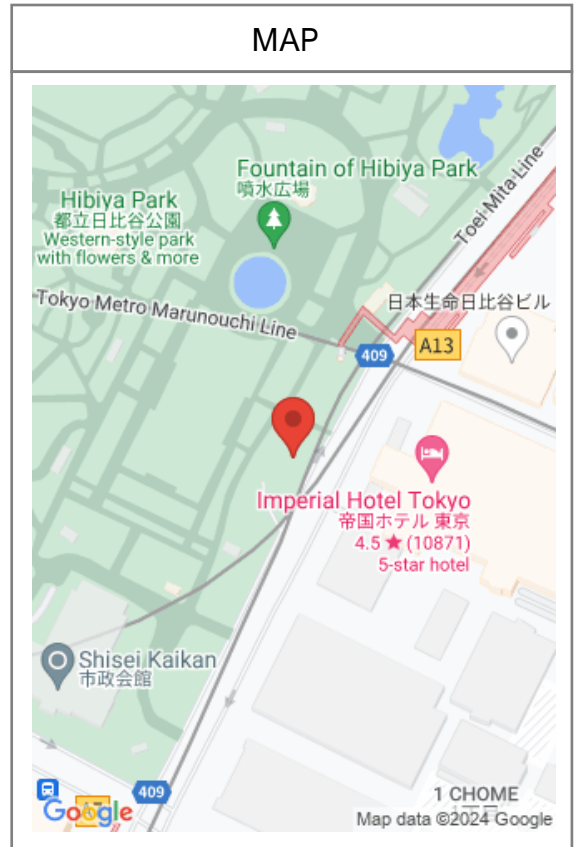 MAP
Fountain of Hibiya Park
噴水広場
Hibiya Park
都立日比谷公園
Western-style park
with flowers & more
Toei Mita Line
Tokyo Metro Marunouchi Line
日本生命日比谷ビル
A13
409
Imperial Hotel Tokyo
帝国ホテル 東京
4.5 ★ (10871)
5-star hotel
Shisei Kaikan
市政会館
409
1 CHOME
Google
Map data ©2024 Google